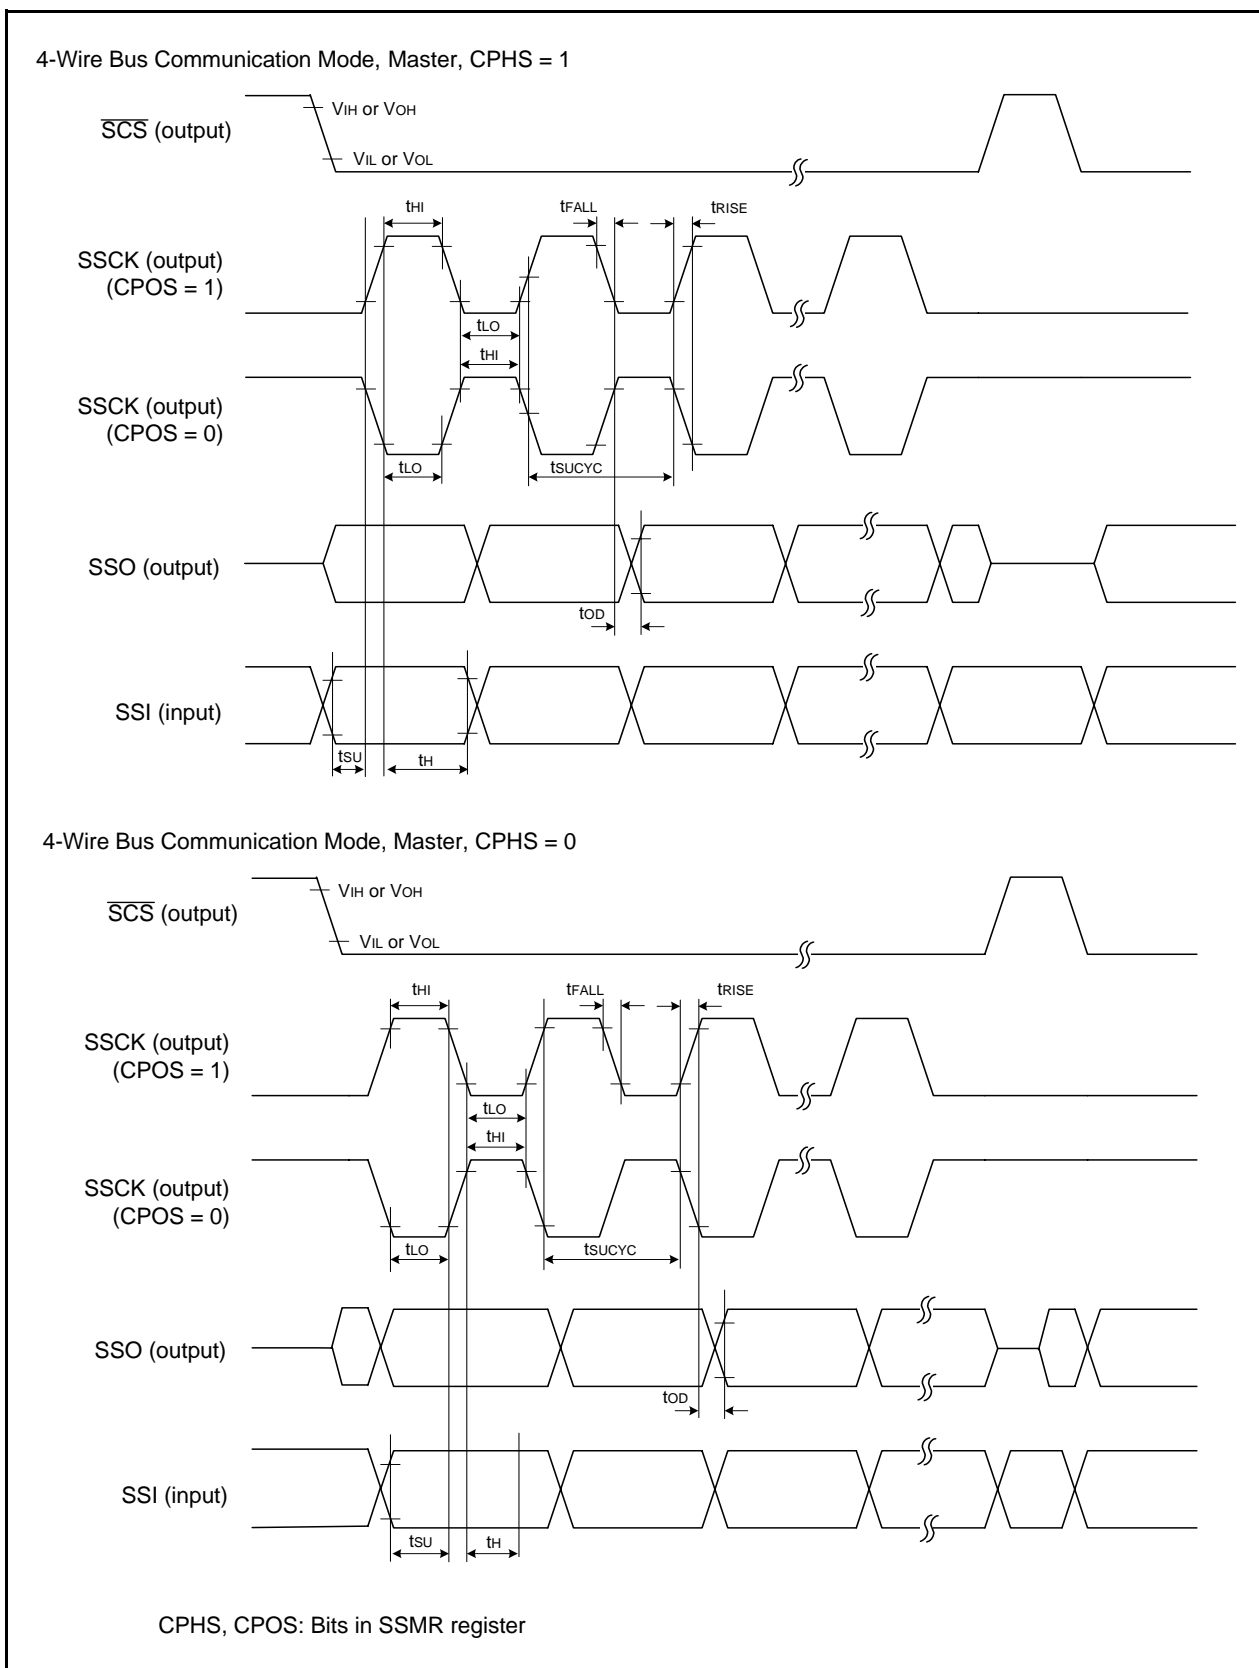 4-Wire Bus Communication Mode, Master, CPHS = 1
VIH or VOH
SCS (output)
VIL or VOL
tHI
tFALL
tRISE
SSCK (output)
(CPOS = 1)
tLO
tHI
SSCK (output)
(CPOS = 0)
tLO
tSUCYC
SSO (output)
tOD
SSI (input)
tSU
tH
4-Wire Bus Communication Mode, Master, CPHS = 0
VIH or VOH
SCS (output)
VIL or VOL
tHI
tFALL
tRISE
SSCK (output)
(CPOS = 1)
tLO
tHI
SSCK (output)
(CPOS = 0)
tLO
tSUCYC
SSO (output)
tOD
SSI (input)
tSU
tH
CPHS, CPOS: Bits in SSMR register